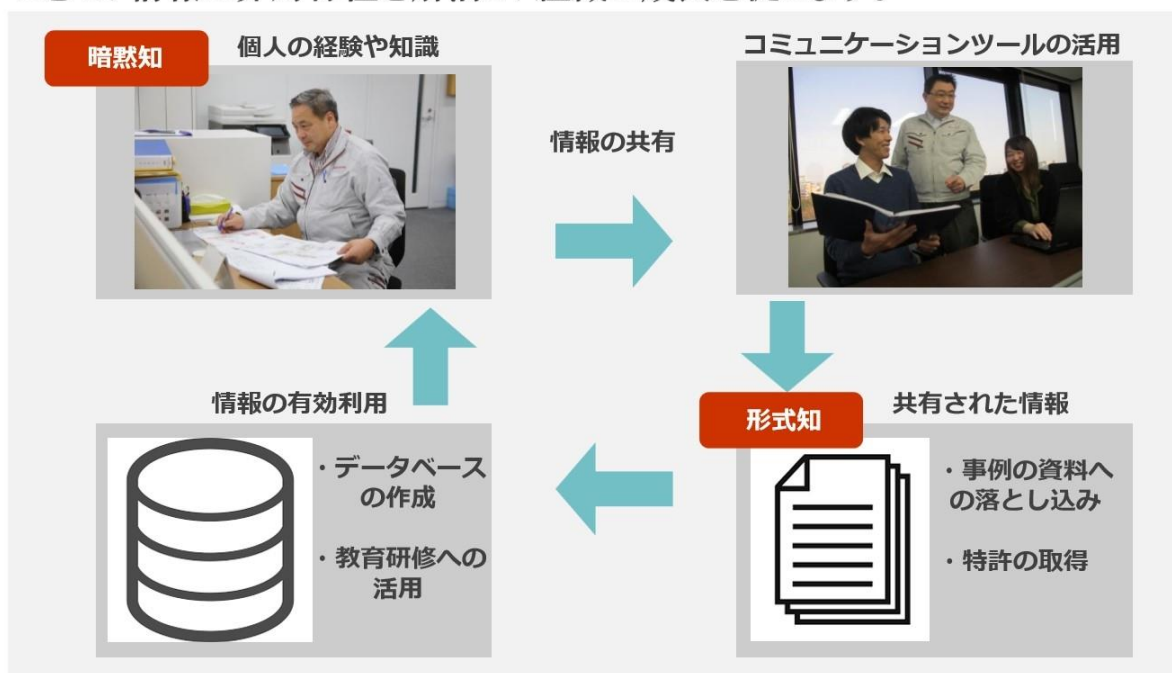 暗黙知
個人の経験や知識
コミュニケーションツールの活用
情報の共有
情報の有効利用
形式知
共有された情報
・データベース
の作成
・教育研修への
活用
・事例の資料へ
の落とし込み
・特許の取得